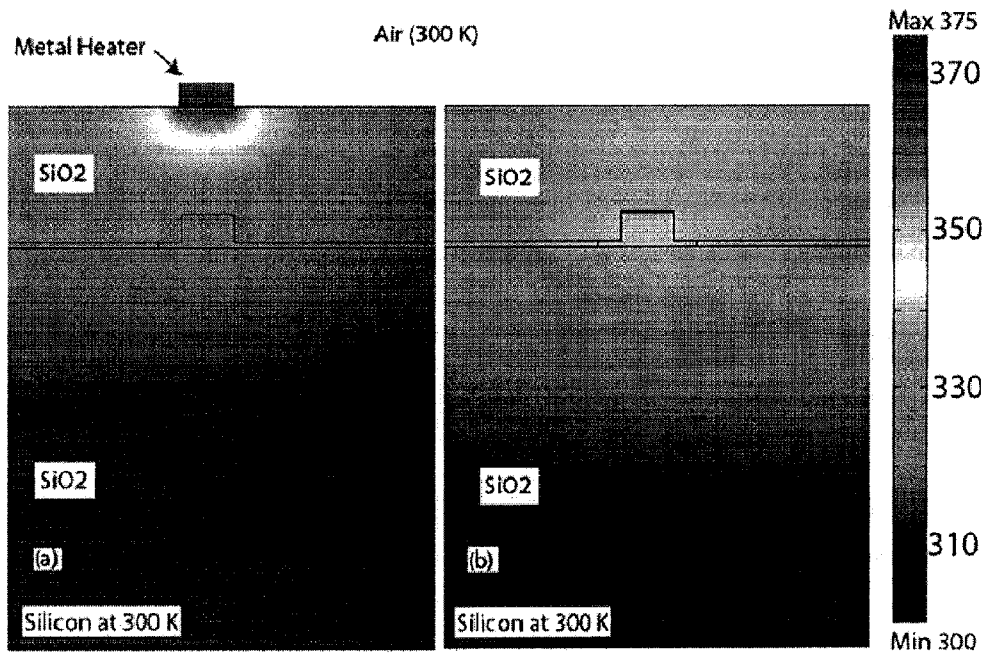 Metal Heater
Air (300 K)
Max 375
370
350
330
310
Min 300
SiO2
SiO2
(a)
Silicon at 300 K
SiO2
SiO2
(b)
Silicon at 300 K